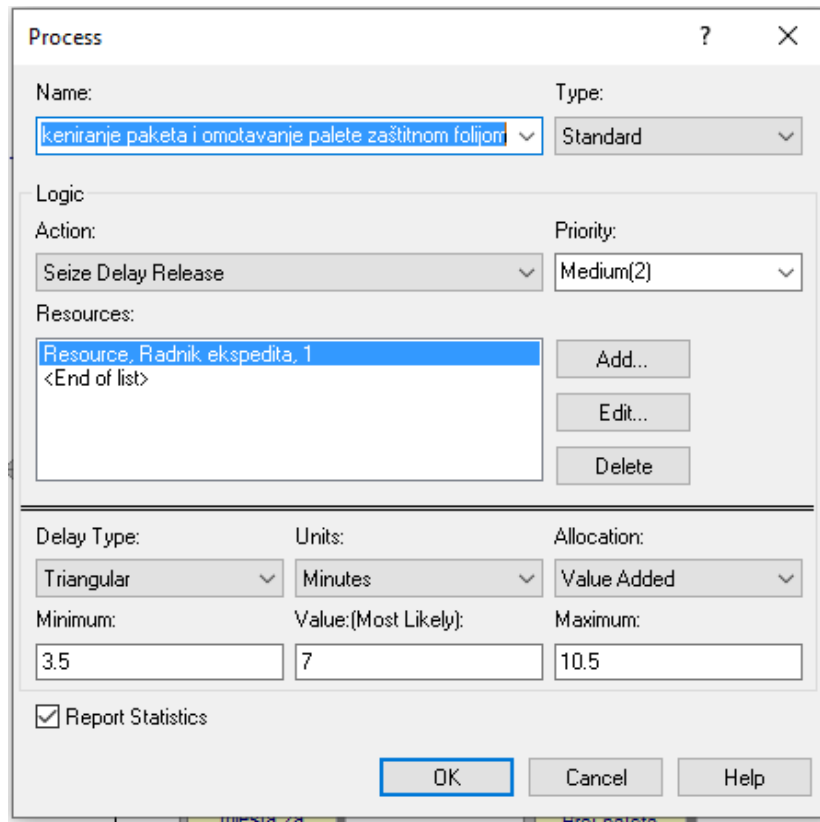 Process
?
Name:
Type:
keniranje paketa i omotavanje palete zaštitnom folijom
Standard
Logic
Action:
Priority:
Seize Delay Release
Medium(2)
Resources:
Resource, Radnik ekspedita, 1
<End of list>
Add...
Edit...
Delete
Delay Type:
Units:
Allocation:
Triangular
Minutes
Value Added
Minimum:
Value:(Most Likely):
Maximum:
3.5
7
10.5
Report Statistics
OK
Cancel
Help